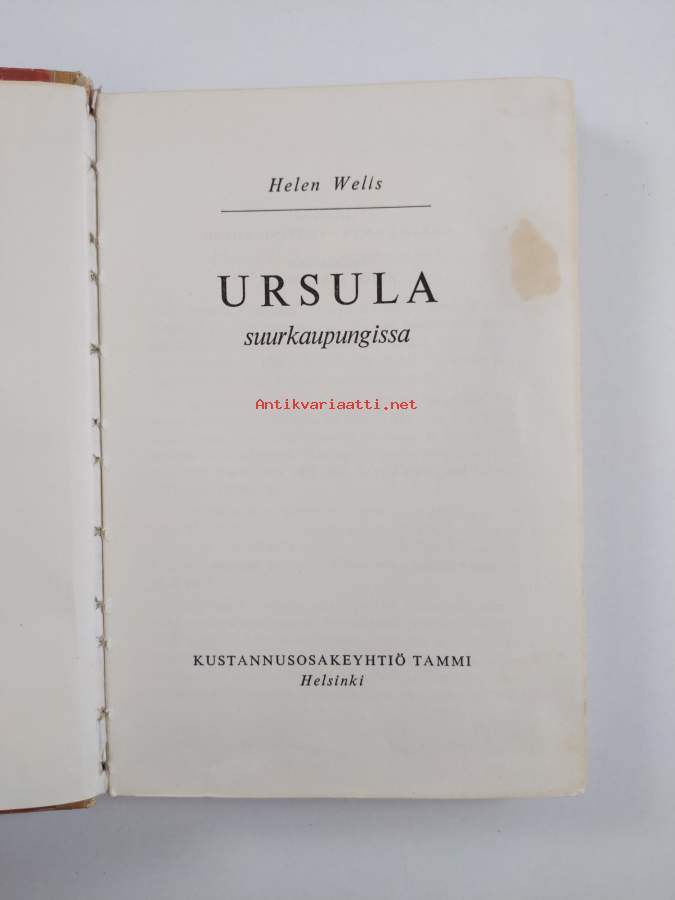 Helen Wells
URSULA
suurkaupungissa
Antikvariaatti.net
KUSTANNUSOSAKEYHTIÖ TAMMI
Helsinki